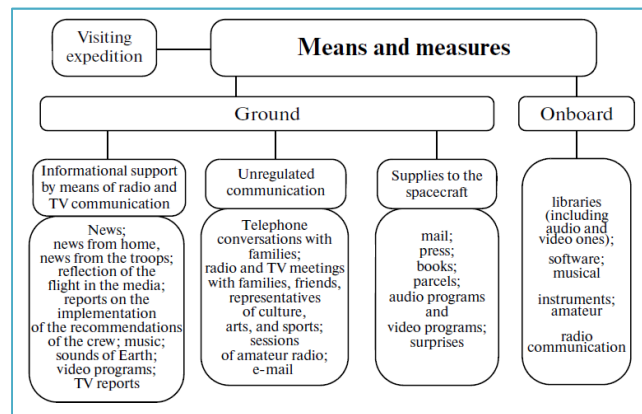 Visiting
expedition
Means and measures
Ground
Onboard
Informational support
by means of radio and
TV communication
Unregulated
communication
Supplies to the
spacecraft
News;
news from home,
news from the troops;
reflection of the
flight in the media;
reports on the
implementation
of the recommendations
of the crew; music;
sounds of Earth;
video programs;
TV reports
Telephone
conversations with
families;
radio and TV meetings
with families, friends,
representatives
of culture,
arts, and sports;
sessions
of amateur radio;
e-mail
mail;
press;
books;
parcels;
audio programs
and
video programs;
surprises
libraries
(including
audio and
video ones);
software;
musical
instruments;
amateur
radio
communication